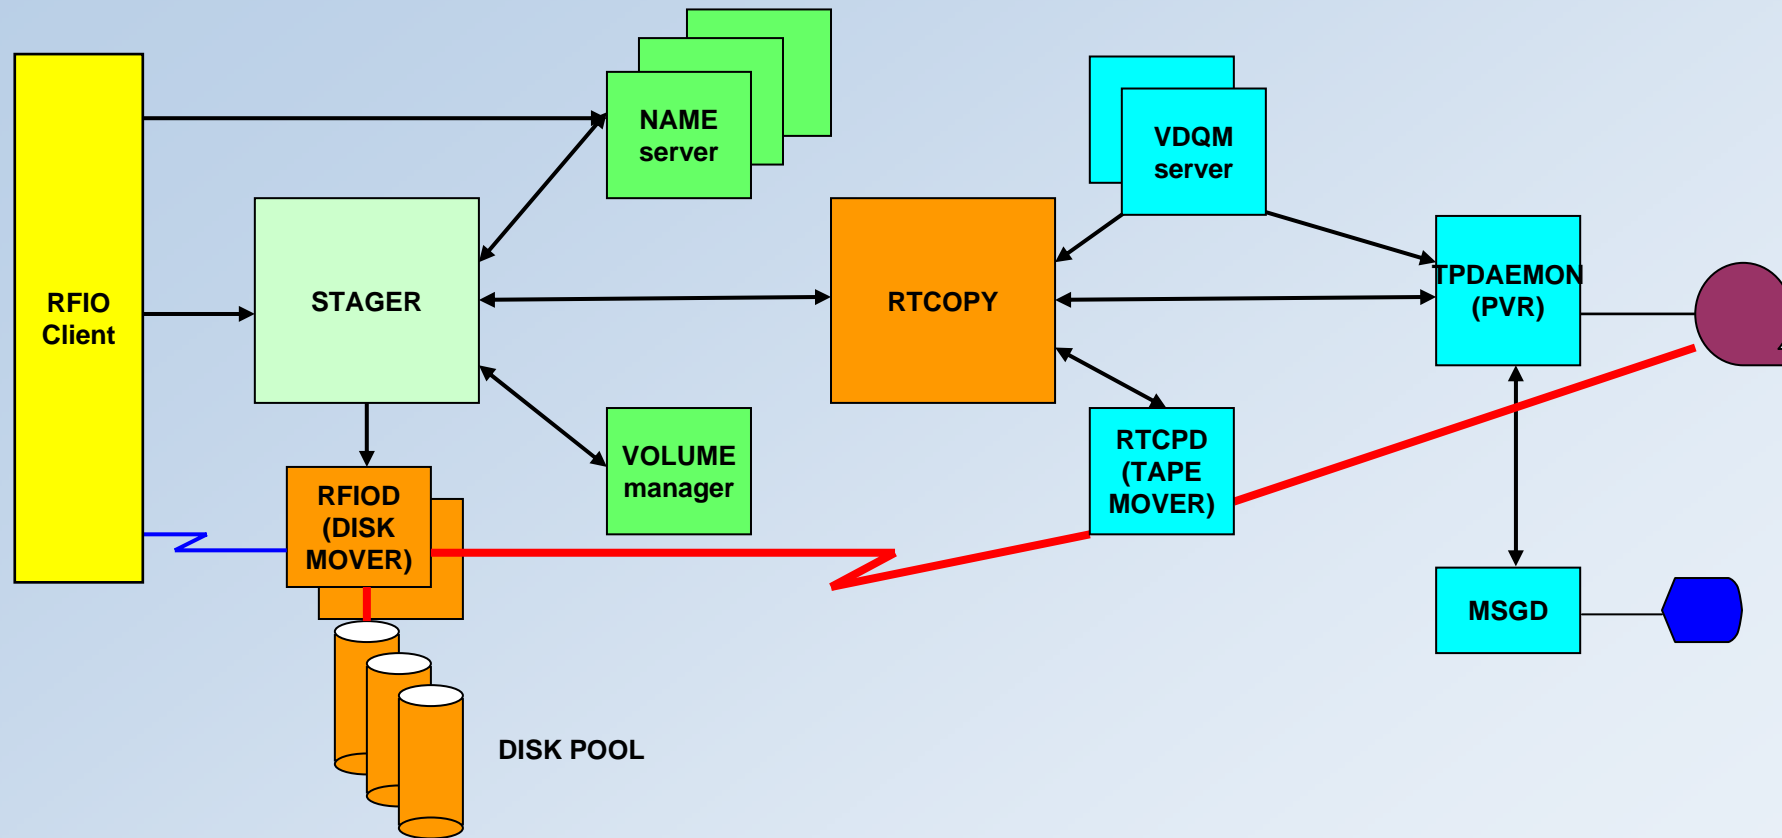 NAME
server
VDQM
server
RFIO
Client
STAGER
RTCOPY
TPDAEMON
(PVR)
VOLUME
manager
RTCPD
(TAPE
MOVER)
RFIOD
(DISK
MOVER)
MSGD
DISK POOL